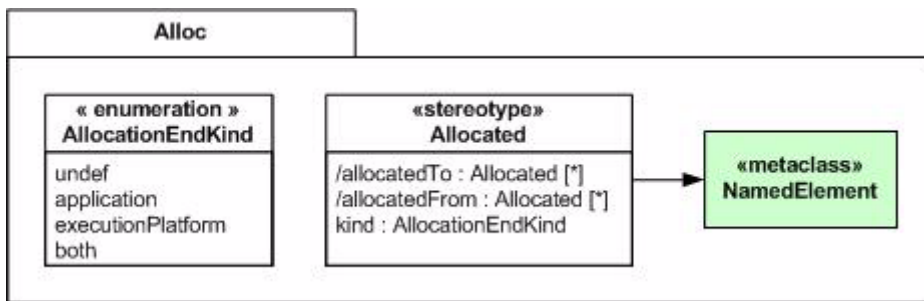 Alloc
« enumeration »
AllocationEndKind
undef
application
executionPlatform
both
«stereotype»
Allocated
/allocatedTo : Allocated [*]
/allocatedFrom : Allocated [*]
kind : AllocationEndKind
«metaclass»
NamedElement